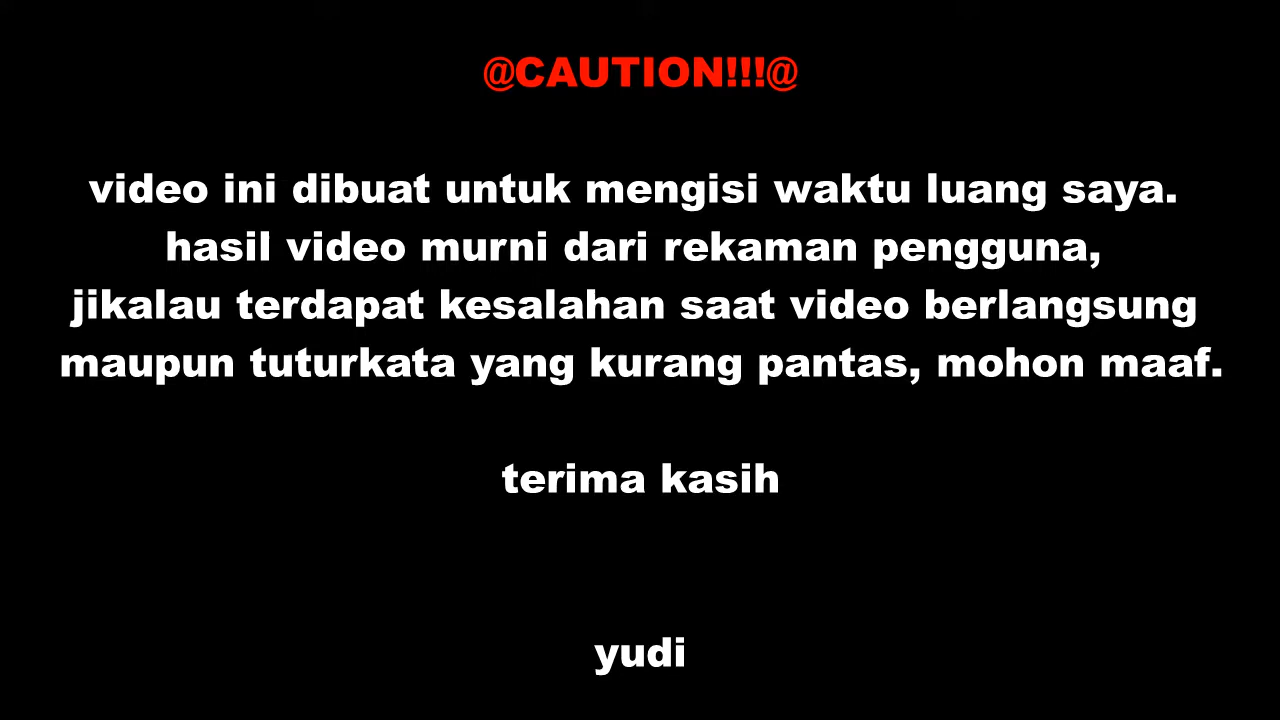 @CAUTION!!!@
video ini dibuat untuk mengisi waktu luang saya.
hasil video murni dari rekaman pengguna,
jikalau terdapat kesalahan saat video berlangsung
maupun tuturkata yang kurang pantas, mohon maaf.
terima kasih
yudi